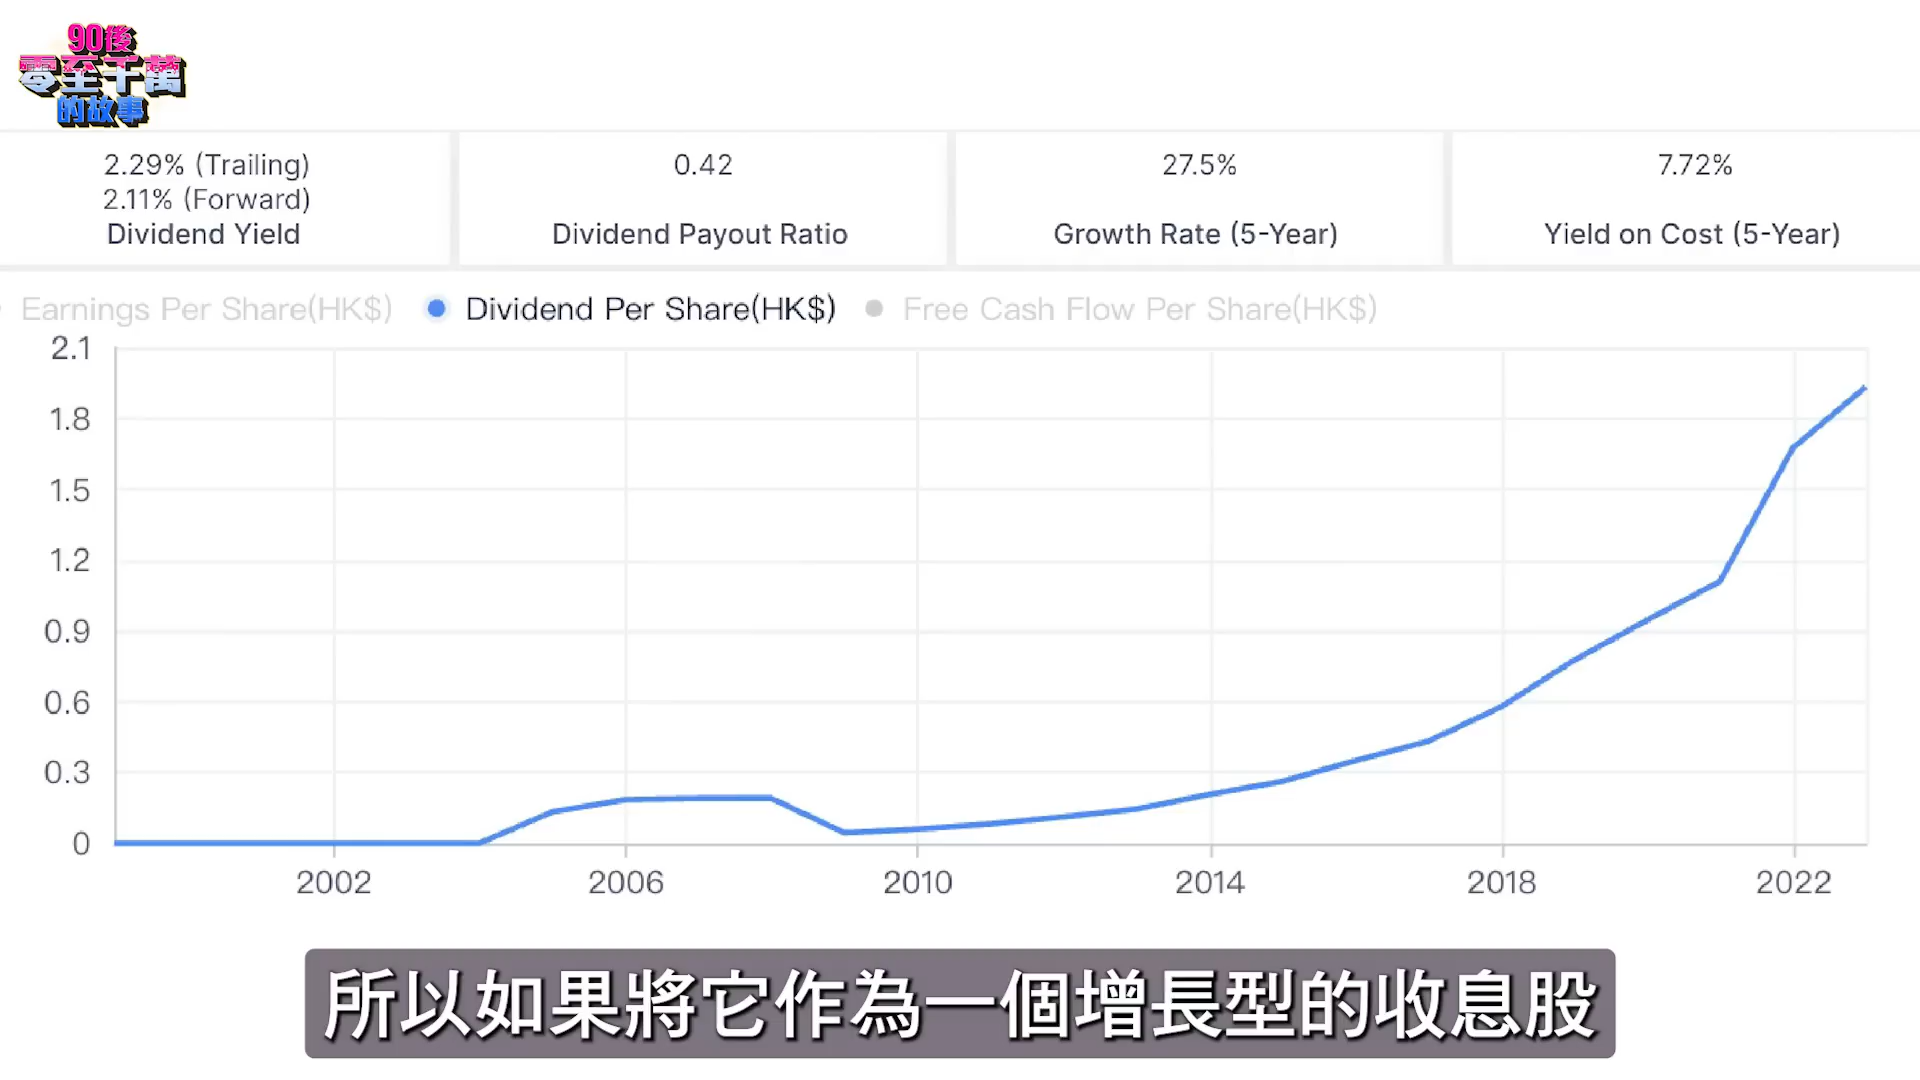 90後
零至千萬
的故事
2.29% (Trailing)
2.11% (Forward)
Dividend Yield
0.42
Dividend Payout Ratio
27.5%
Growth Rate (5-Year)
7.72%
Yield on Cost (5-Year)
Earnings Per Share(HK$)
Dividend Per Share(HK$)
Free Cash Flow Per Share(HK$)
2.1
1.8
1.5
1.2
0.9
0.6
0.3
0
2002
2006
2010
2014
2018
2022
所以如果將它作為一個增長型的收息股